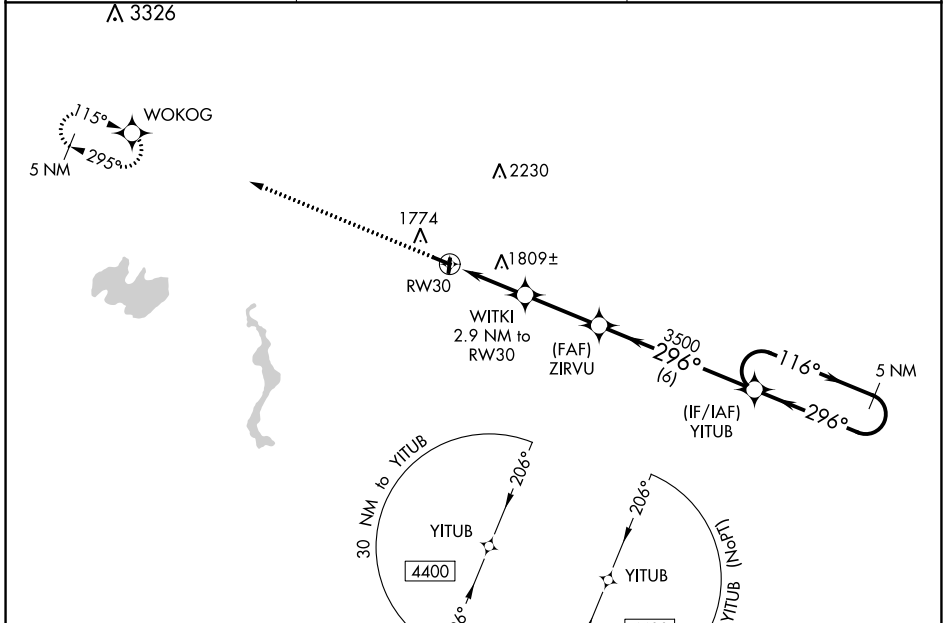 3326
WOKOG
115°
295°
5 NM
2230
1774
1809±
RW30
WITKI
2.9 NM to
RW30
(FAF)
ZIRVU
3500
296°
(6)
116°
5 NM
296°
(IF/IAF)
YITUB
30 NM to YITUB
206°
YITUB
4400
206°
YITUB
YITUB (NoPT)